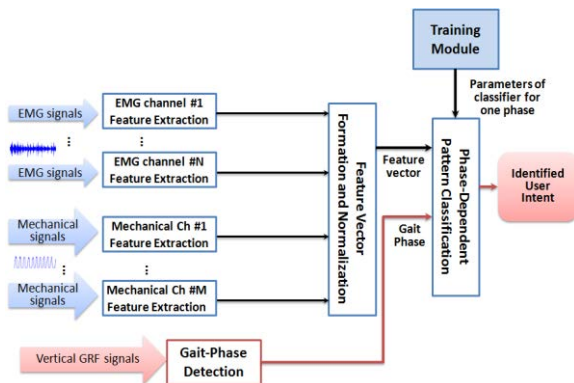 Training
Module
Parameters of
classifier for
one phase
EMG signals
EMG channel #1
Feature Extraction
EMG signals
EMG channel #N
Feature Extraction
Mechanical
signals
Mechanical Ch #1
Feature Extraction
Mechanical
signals
Mechanical Ch #M
Feature Extraction
Feature Vector
Formation and Normalization
Feature
vector
Gait
Phase
Phase-Dependent
Pattern Classification
Identified
User
Intent
Vertical GRF signals
Gait-Phase
Detection